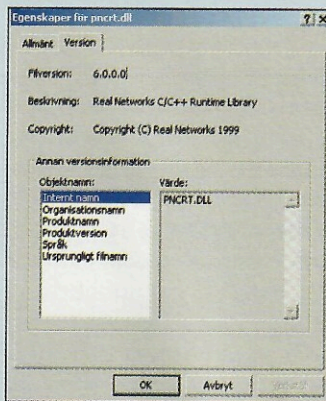 Egenskaper för pncrt.dll
Allmänt Version
Filversion: 6.0.0.0
Beskrivning: Real Networks C/C++ Runtime Library
Copyright: Copyright (C) Real Networks 1999
Annan versionsinformation
Objektnamn: Värde:
Internt namn PNCRT.DLL
Organisationsnamn
Produktnamn
Produktversion
Språk
Ursprungligt filnamn
OK Avbryt